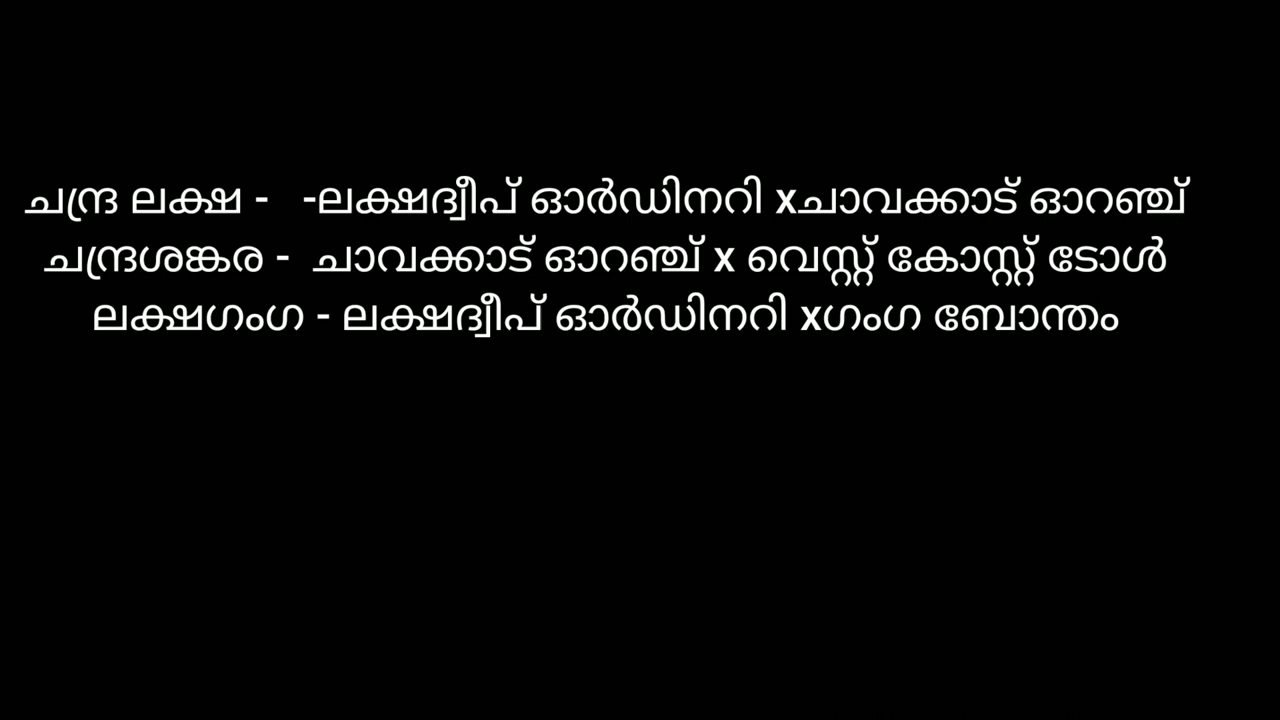 ചന്ദ്ര ലക്ഷ -   -ലക്ഷദ്വീപ് ഓർഡിനറി xചാവക്കാട് ഓറഞ്ച്
ചന്ദ്രശങ്കര -  ചാവക്കാട് ഓറഞ്ച് x വെസ്റ്റ് കോസ്റ്റ് ടോൾ
ലക്ഷഗംഗ - ലക്ഷദ്വീപ് ഓർഡിനറി xഗംഗ ബോന്തം